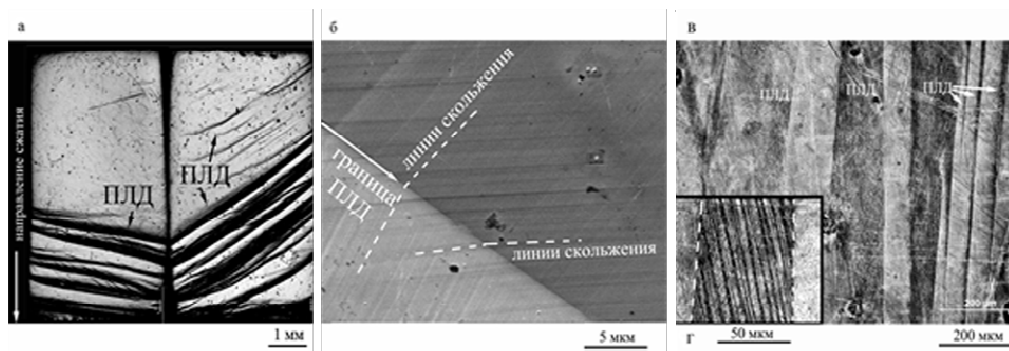 а
ПЛД
ПЛД
направление сжатия
1 мм
б
линии скольжения
граница
ПЛД
линии скольжения
5 мкм
в
ПЛД
ПЛД
ПЛД
200 μm
г
50 мкм
200 мкм